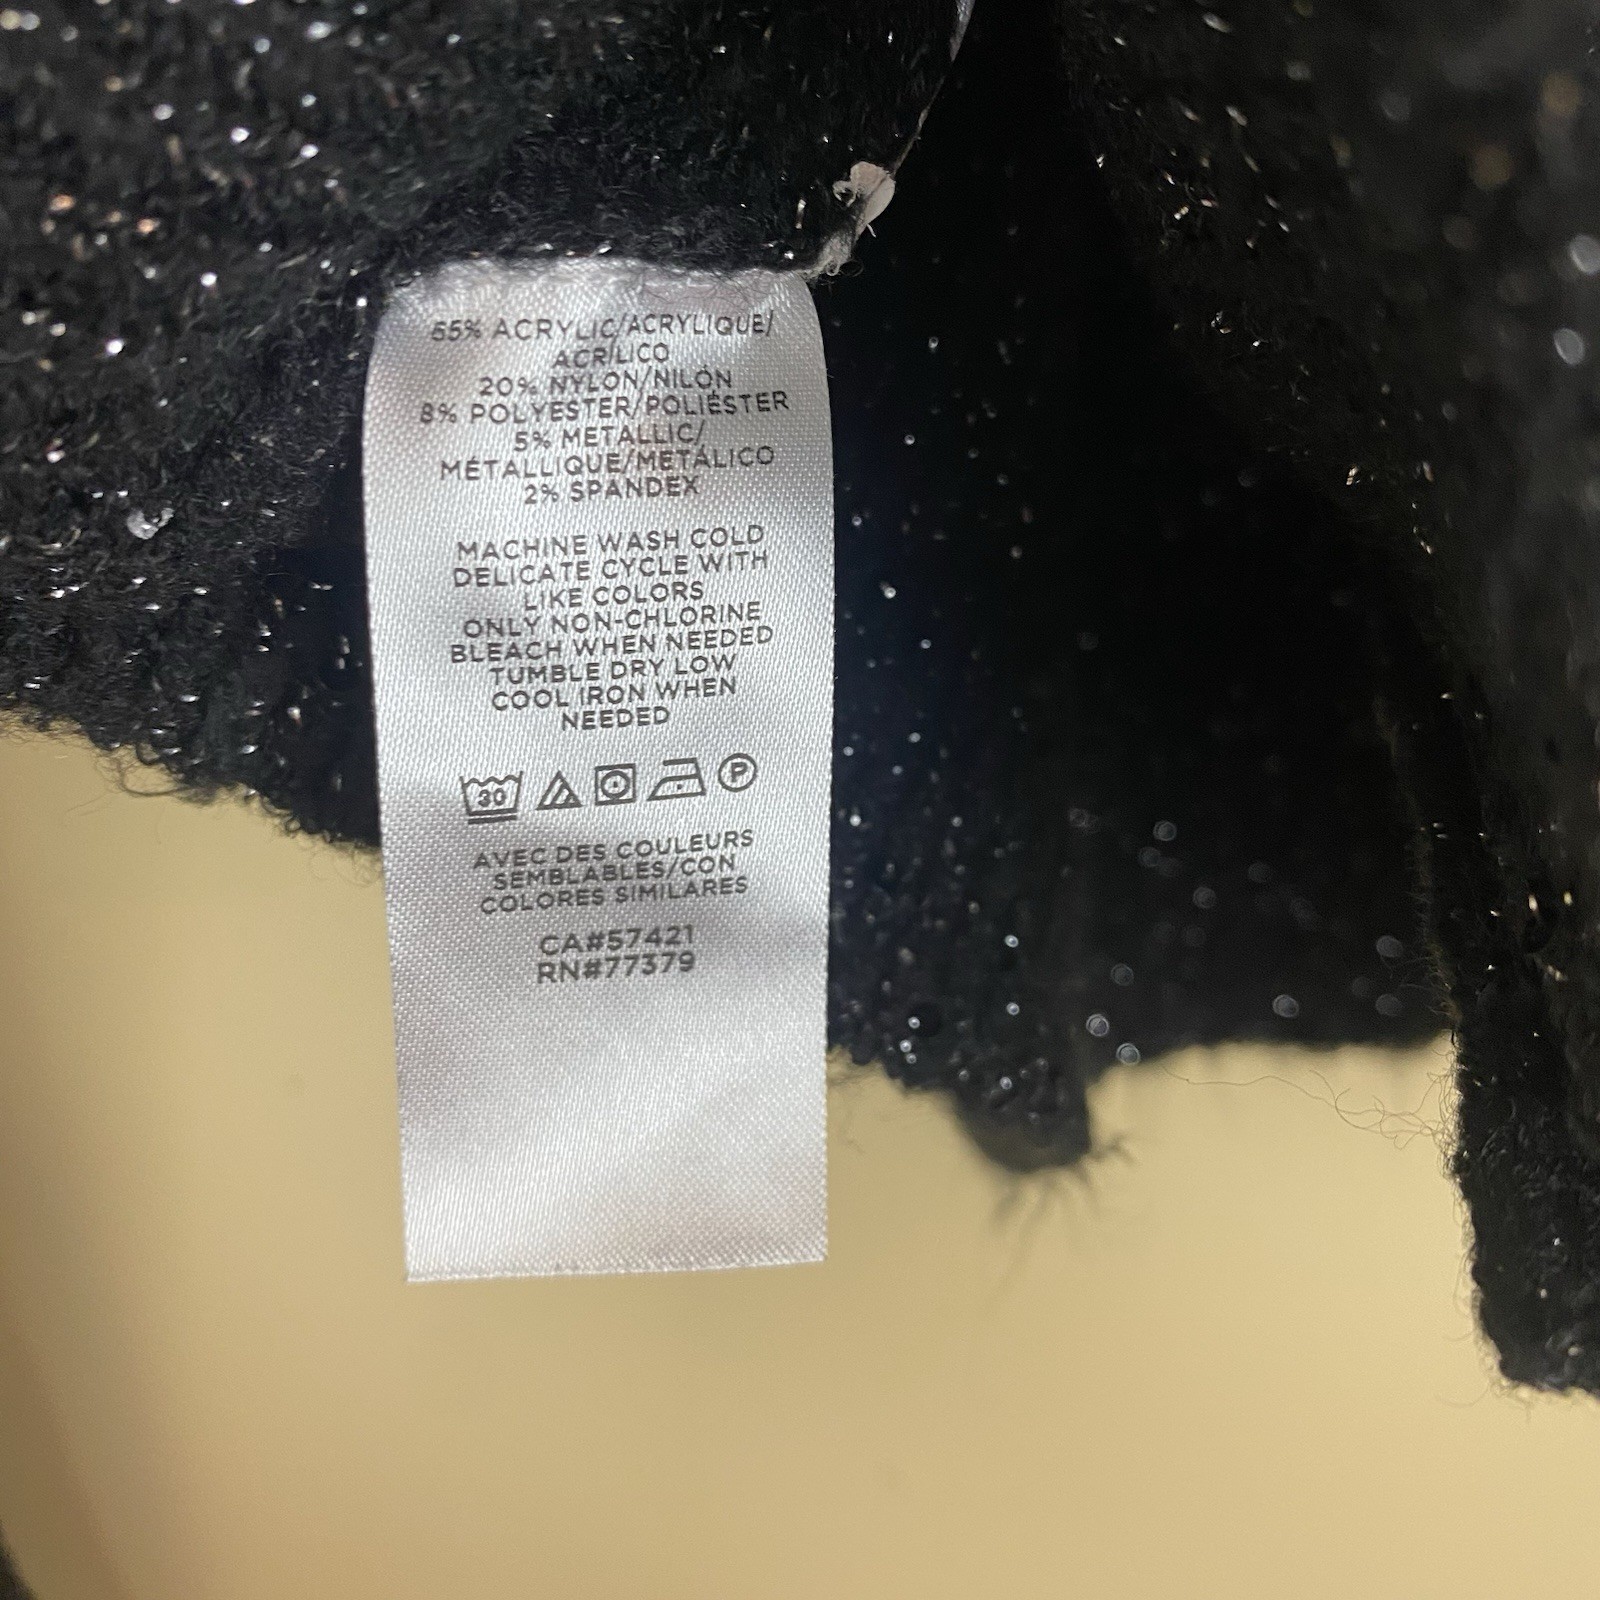 65% ACRYLIC/ACRYLIQUE/
ACRÍLICO
20% NYLON/NILÓN
8% POLYESTER/POLIÉSTER
5% METALLIC/
MÉTALLIQUE/METÁLICO
2% SPANDEX
MACHINE WASH COLD
DELICATE CYCLE WITH
LIKE COLORS
ONLY NON-CHLORINE
BLEACH WHEN NEEDED
TUMBLE DRY LOW
COOL IRON WHEN
NEEDED
30 P
AVEC DES COULEURS
SEMBLABLES/CON
COLORES SIMILARES
CA#57421
RN#77379